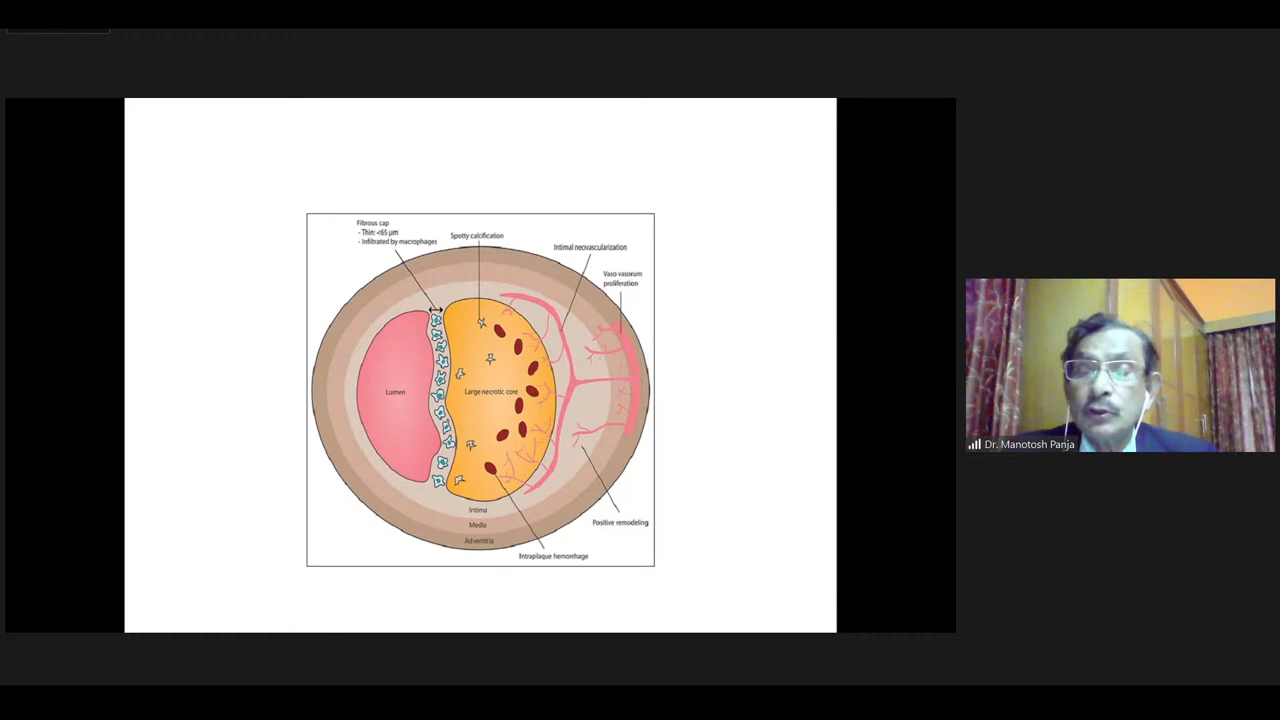 Fibrous cap
- Thin: <65 µm
- Infiltrated by macrophages
Spotty calcification
Intimal neovascularization
Vaso vasorum
proliferation
Lumen
Large necrotic core
Intima
Media
Adventitia
Positive remodeling
Intraplaque hemorrhage
Dr. Manotosh Panja